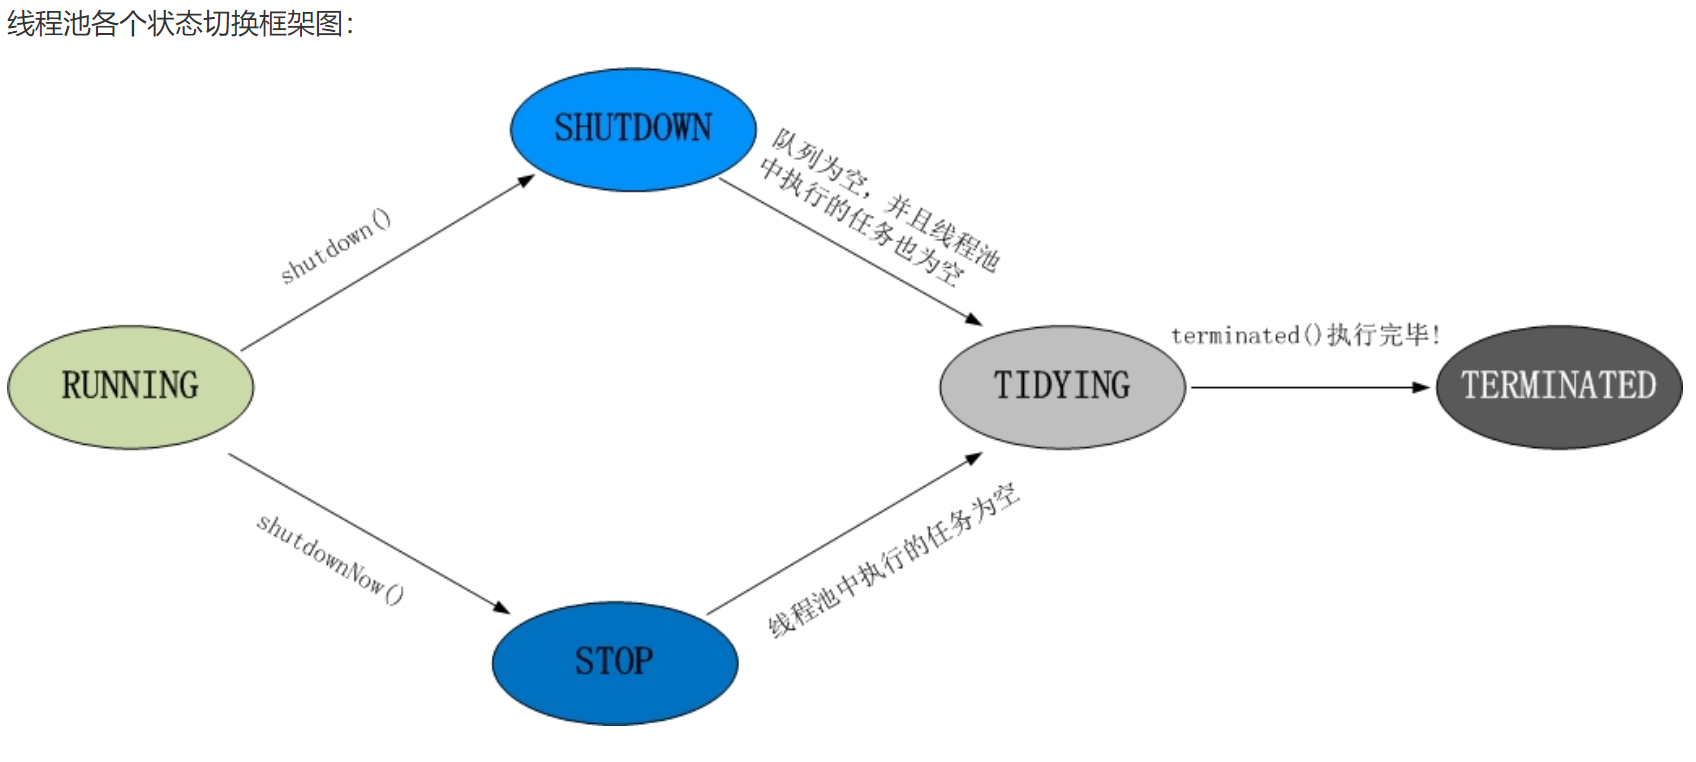 线程池各个状态切换框架图：
SHUTDOWN
队列为空，并且线程池
中执行的任务也为空
shutdown()
RUNNING
TIDYING
terminated()执行完毕!
TERMINATED
shutdownNow()
线程池中执行的任务为空
STOP